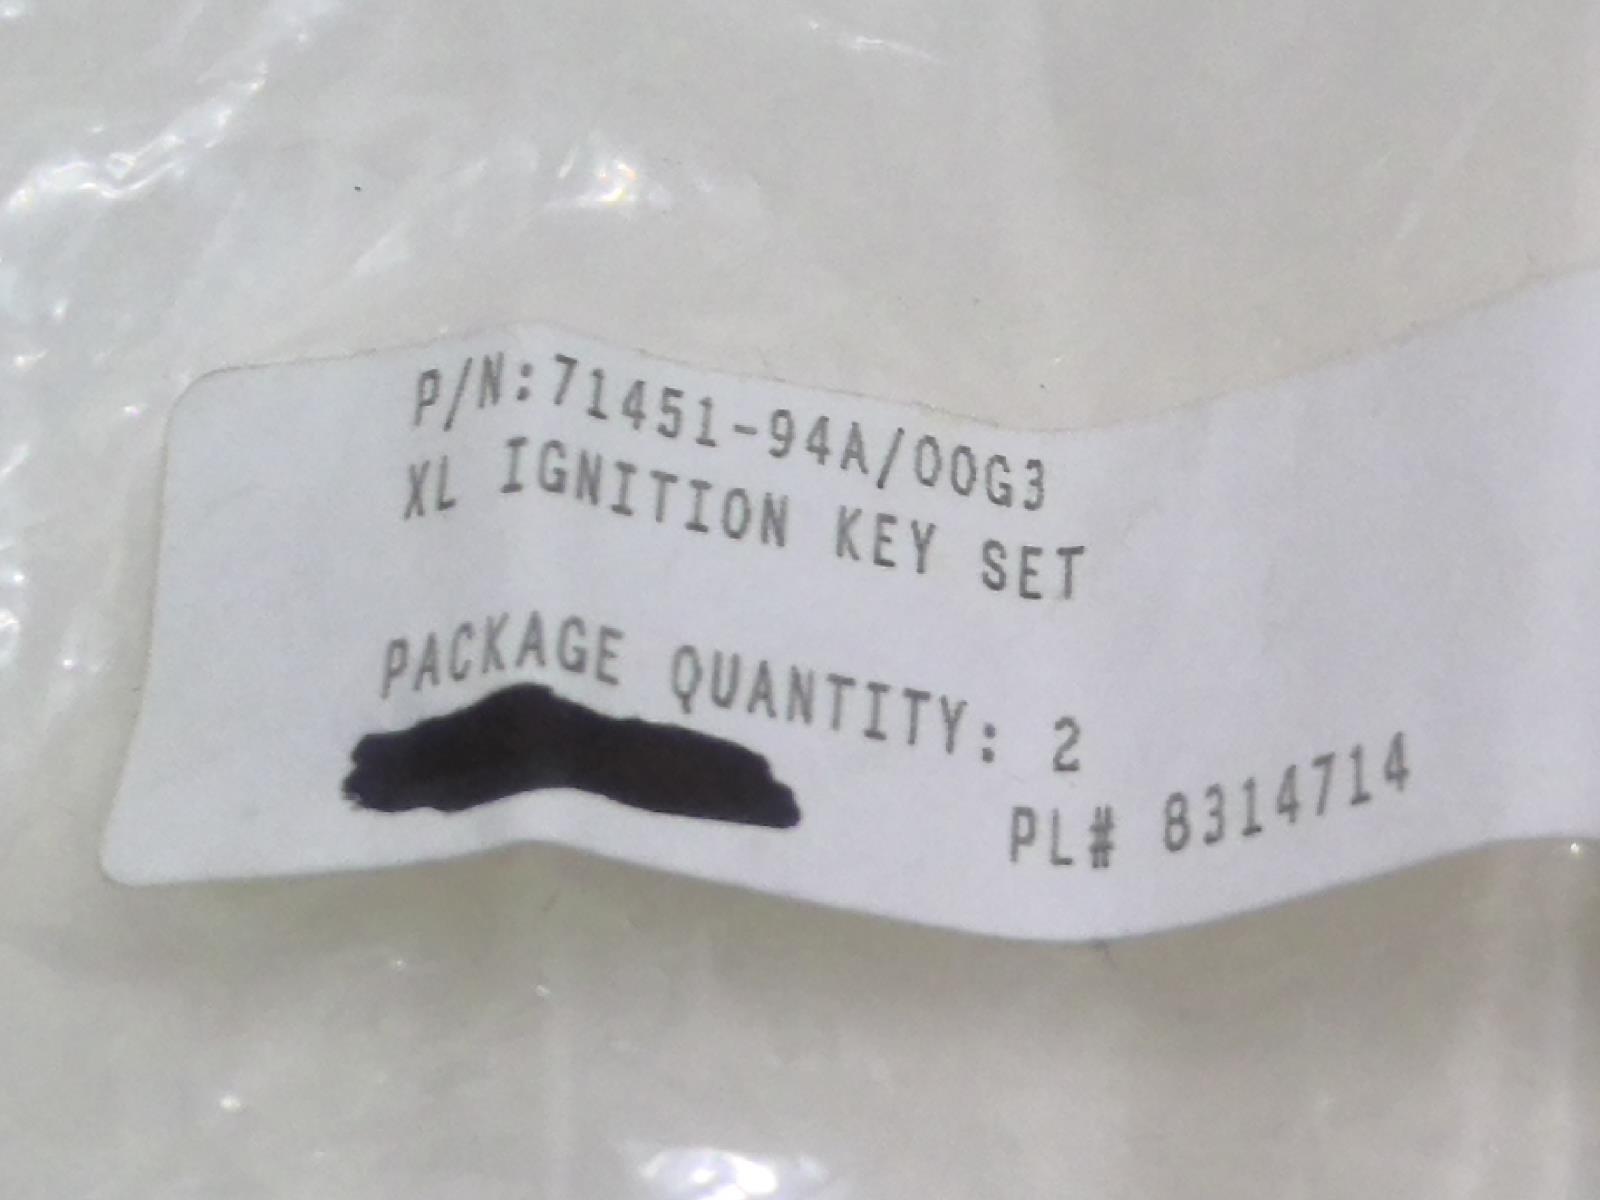 P/N:71451-94A/00G3
XL IGNITION KEY SET
PACKAGE QUANTITY: 2
PL# 8314714